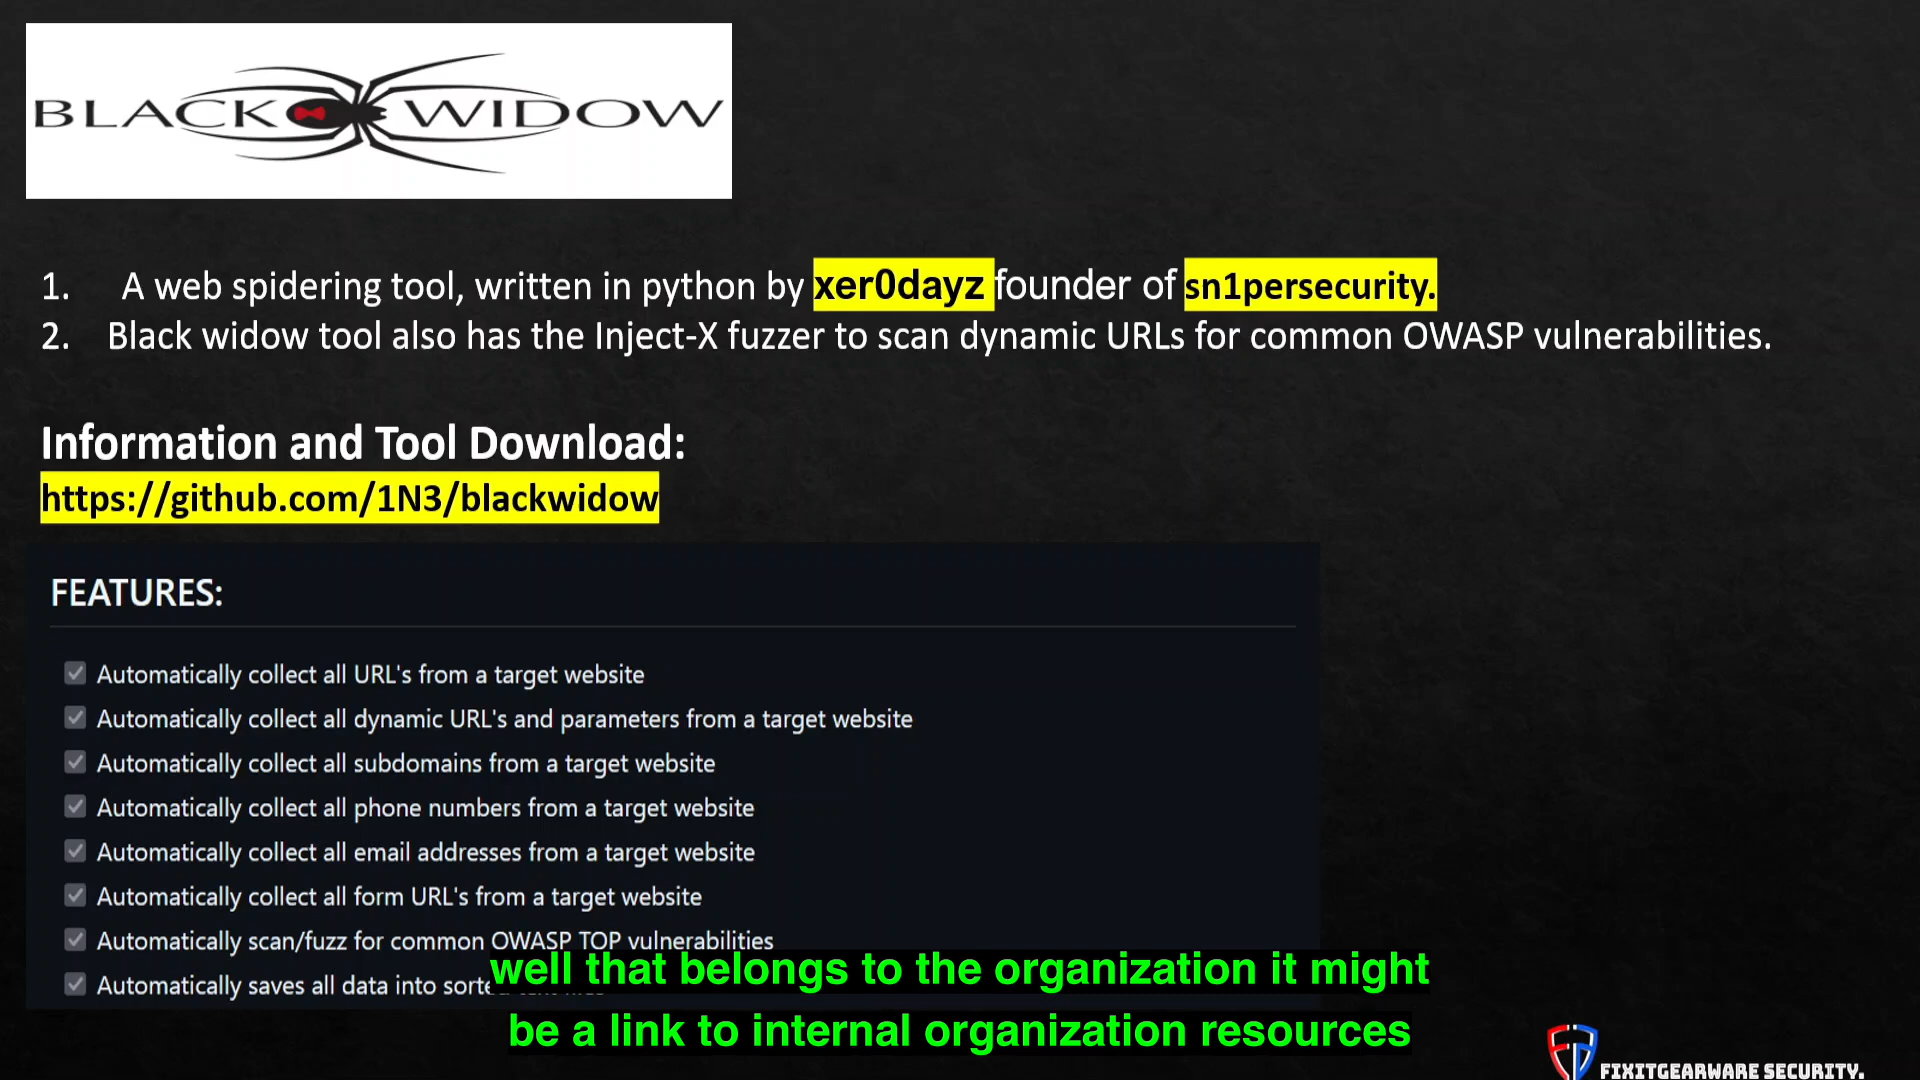 BLACK WIDOW
1. A web spidering tool, written in python by xer0dayz founder of sn1persecurity.
2. Black widow tool also has the Inject-X fuzzer to scan dynamic URLs for common OWASP vulnerabilities.
Information and Tool Download:
https://github.com/1N3/blackwidow
FEATURES:
Automatically collect all URL's from a target website
Automatically collect all dynamic URL's and parameters from a target website
Automatically collect all subdomains from a target website
Automatically collect all phone numbers from a target website
Automatically collect all email addresses from a target website
Automatically collect all form URL's from a target website
Automatically scan/fuzz for common OWASP TOP vulnerabilities
Automatically saves all data into
well that belongs to the organization it might
be a link to internal organization resources
FIXITGEARWARE SECURITY.